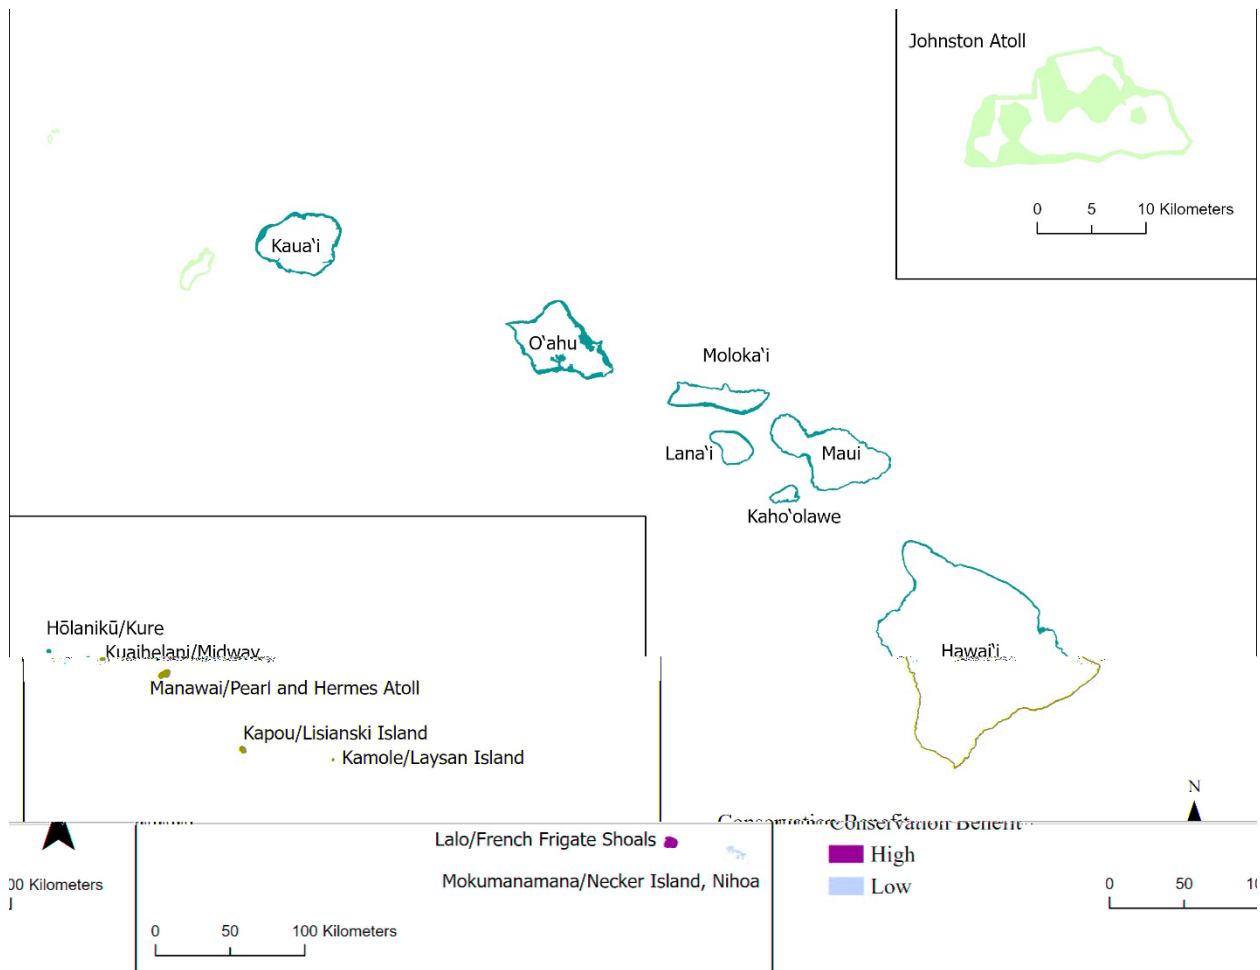 Johnston Atoll
0 5 10 Kilometers
Kaua‘i
O‘ahu
Moloka‘i
Lana‘i
Maui
Kaho‘olawe
Hōlanikū/Kure
Kuaihelani/Midway
Hawai‘i
Manawai/Pearl and Hermes Atoll
Kapou/Lisianski Island
Kamole/Laysan Island
N
Conservation Benefit
Lalo/French Frigate Shoals
High
Mokumanamana/Necker Island, Nihoa
Low
Kilometers
0 50
0 50 100 Kilometers